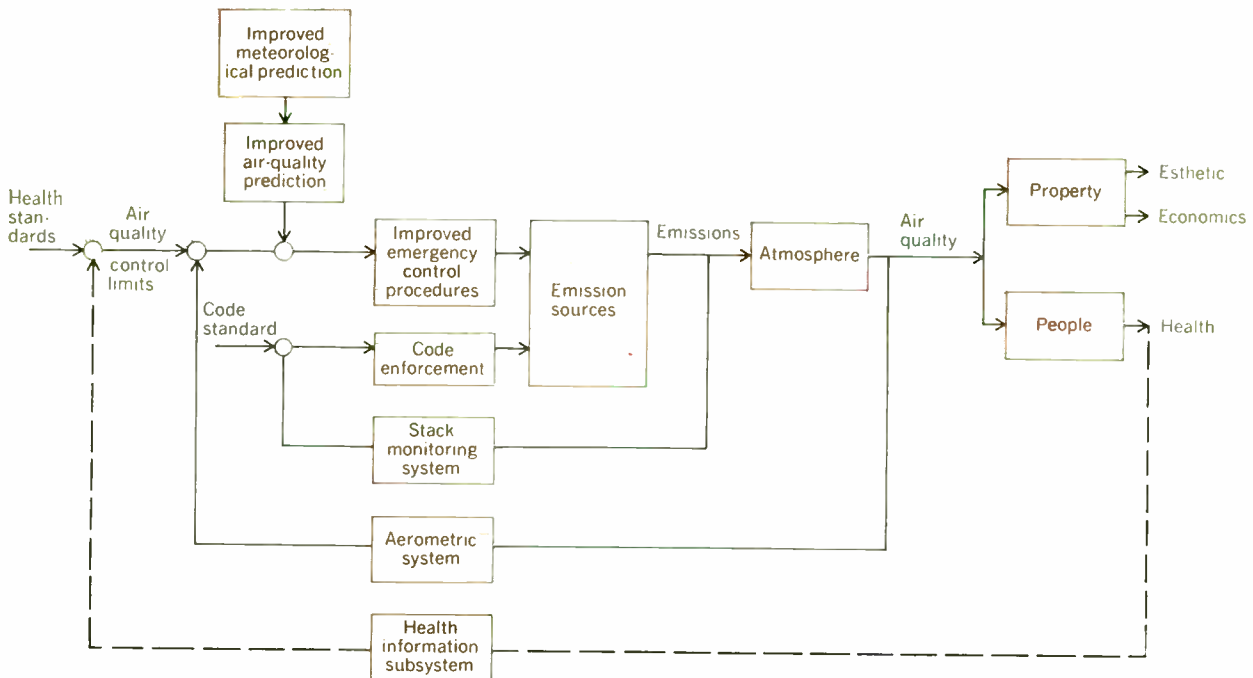 Improved
meteorolog-
ical prediction
Improved
air-quality
prediction
Health
stan-
dards
Air
quality
control
limits
Improved
emergency
control
procedures
Emission
sources
Emissions
Atmosphere
Air
quality
Property
Esthetic
Economics
People
Health
Code
standard
Code
enforcement
Stack
monitoring
system
Aerometric
system
Health
information
subsystem